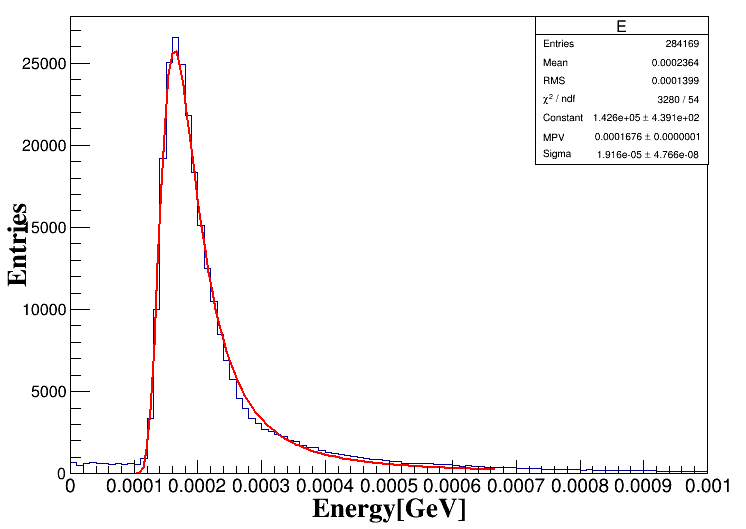 E
Entries 284169
Mean 0.0002364
RMS 0.0001399
χ² / ndf 3280 / 54
Constant 1.426e+05 ± 4.391e+02
MPV 0.0001676 ± 0.0000001
Sigma 1.916e-05 ± 4.766e-08
Entries
25000
20000
15000
10000
5000
0
0 0.0001 0.0002 0.0003 0.0004 0.0005 0.0006 0.0007 0.0008 0.0009 0.001
Energy[GeV]